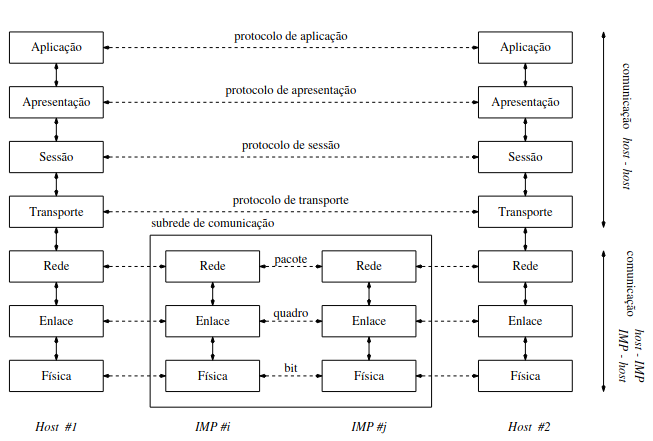 protocolo de aplicação
Aplicação
Aplicação
protocolo de apresentação
Apresentação
Apresentação
protocolo de sessão
Sessão
Sessão
protocolo de transporte
Transporte
Transporte
subrede de comunicação
Rede
Rede
pacote
Rede
Rede
Enlace
Enlace
quadro
Enlace
Enlace
Física
Física
bit
Física
Física
Host #1
IMP #i
IMP #j
Host #2
comunicação host - host
comunicação host - IMP
IMP - host